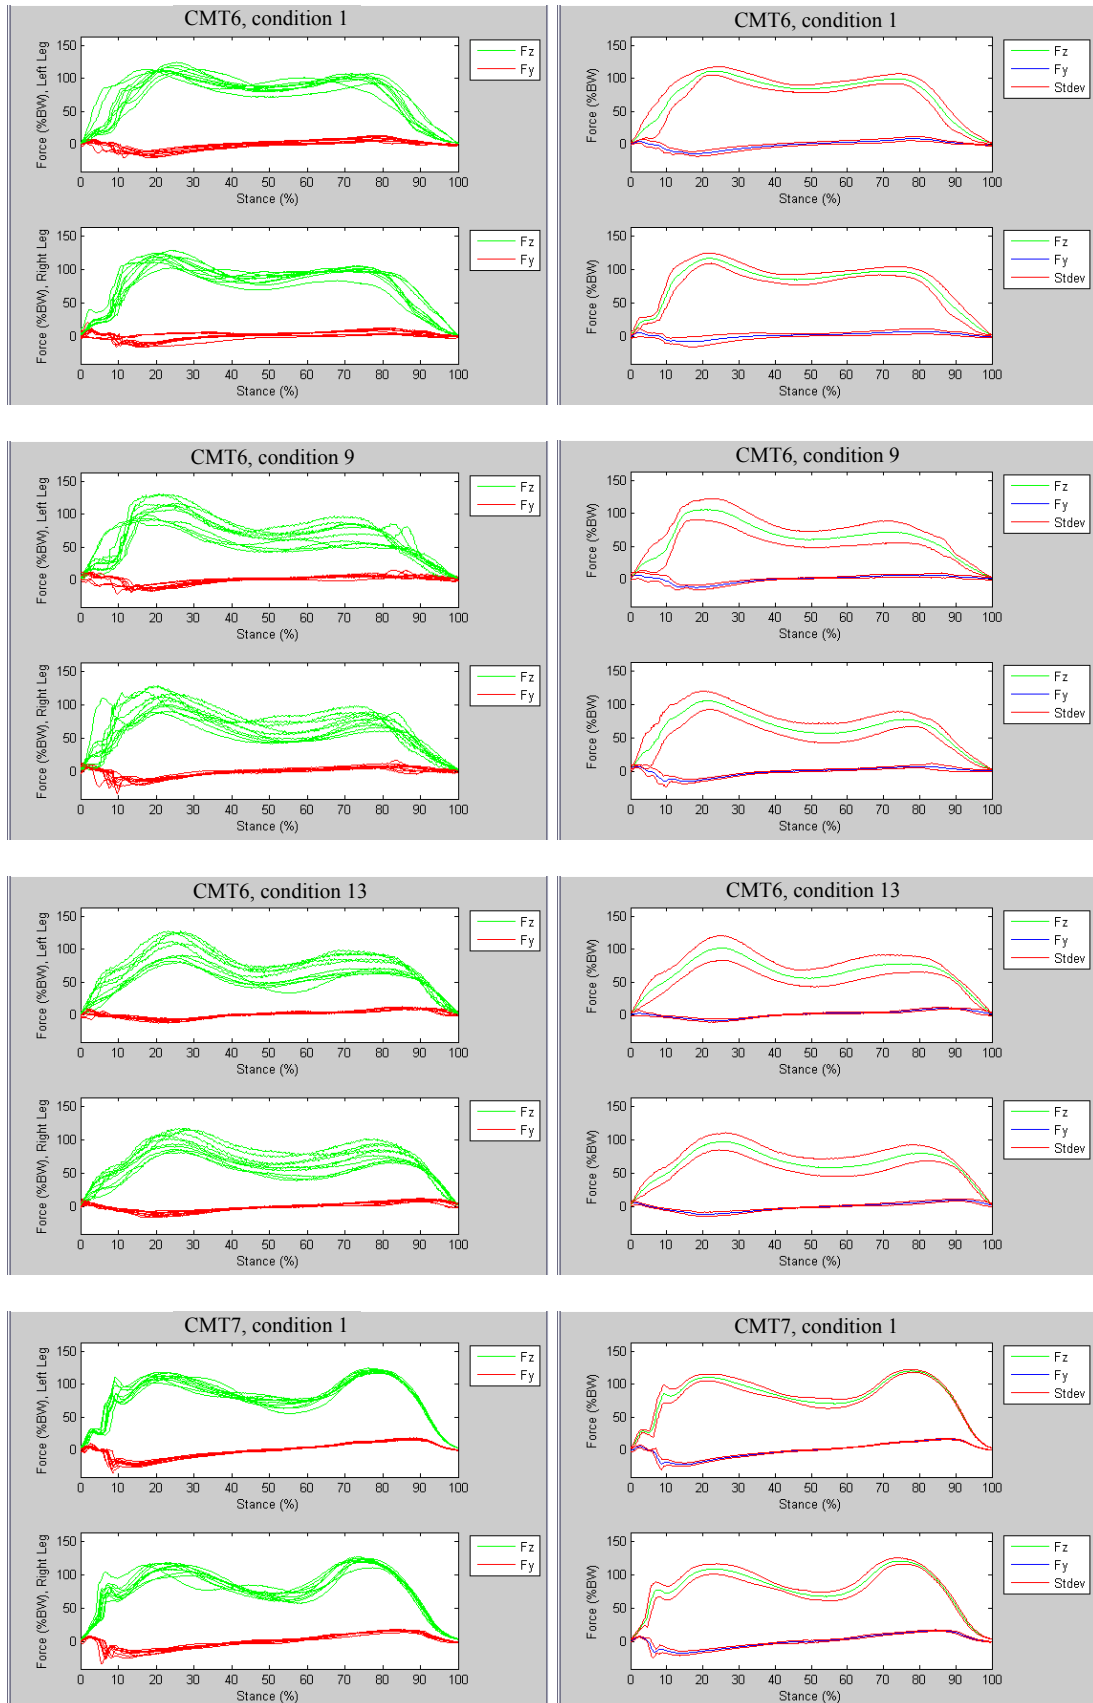 CMT6, condition 1
150
100
50
0
Force (%BW), Left Leg
0 10 20 30 40 50 60 70 80 90 100
Stance (%)
Fz
Fy
150
100
50
0
Force (%BW), Right Leg
0 10 20 30 40 50 60 70 80 90 100
Stance (%)
Fz
Fy
CMT6, condition 1
150
100
50
0
Force (%BW)
0 10 20 30 40 50 60 70 80 90 100
Stance (%)
Fz
Fy
Stdev
150
100
50
0
Force (%BW)
0 10 20 30 40 50 60 70 80 90 100
Stance (%)
Fz
Fy
Stdev
CMT6, condition 9
150
100
50
0
Force (%BW), Left Leg
0 10 20 30 40 50 60 70 80 90 100
Stance (%)
Fz
Fy
150
100
50
0
Force (%BW), Right Leg
0 10 20 30 40 50 60 70 80 90 100
Stance (%)
Fz
Fy
CMT6, condition 9
150
100
50
0
Force (%BW)
0 10 20 30 40 50 60 70 80 90 100
Stance (%)
Fz
Fy
Stdev
150
100
50
0
Force (%BW)
0 10 20 30 40 50 60 70 80 90 100
Stance (%)
Fz
Fy
Stdev
CMT6, condition 13
150
100
50
0
Force (%BW), Left Leg
0 10 20 30 40 50 60 70 80 90 100
Stance (%)
Fz
Fy
150
100
50
0
Force (%BW), Right Leg
0 10 20 30 40 50 60 70 80 90 100
Stance (%)
Fz
Fy
CMT6, condition 13
150
100
50
0
Force (%BW)
0 10 20 30 40 50 60 70 80 90 100
Stance (%)
Fz
Fy
Stdev
150
100
50
0
Force (%BW)
0 10 20 30 40 50 60 70 80 90 100
Stance (%)
Fz
Fy
Stdev
CMT7, condition 1
150
100
50
0
Force (%BW), Left Leg
0 10 20 30 40 50 60 70 80 90 100
Stance (%)
Fz
Fy
150
100
50
0
Force (%BW), Right Leg
0 10 20 30 40 50 60 70 80 90 100
Stance (%)
Fz
Fy
CMT7, condition 1
150
100
50
0
Force (%BW)
0 10 20 30 40 50 60 70 80 90 100
Stance (%)
Fz
Fy
Stdev
150
100
50
0
Force (%BW)
0 10 20 30 40 50 60 70 80 90 100
Stance (%)
Fz
Fy
Stdev